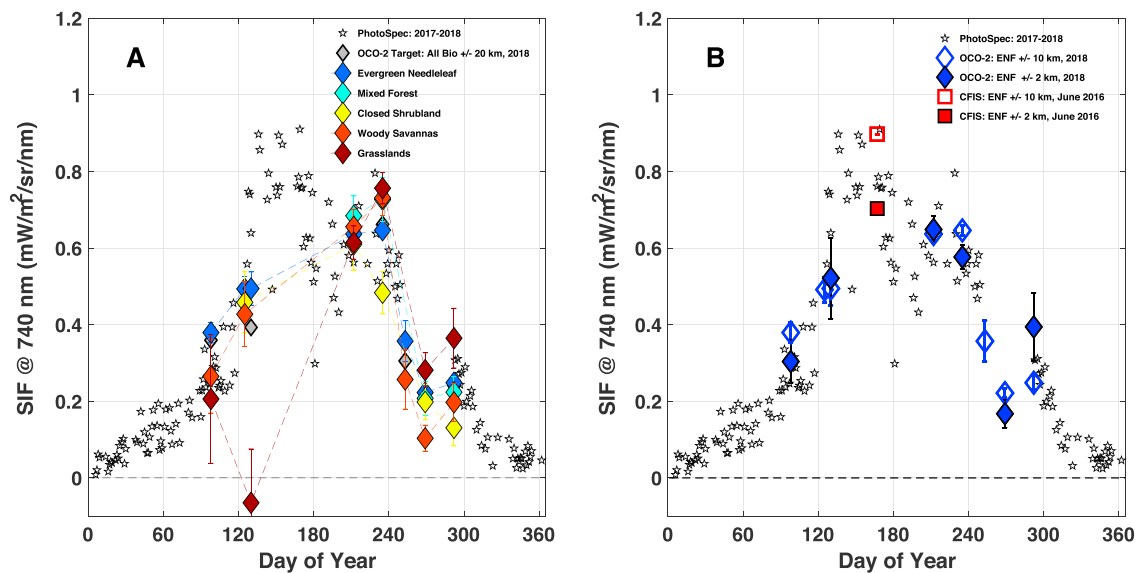 A
PhotoSpec: 2017-2018
OCO-2 Target: All Bio +/- 20 km, 2018
Evergreen Needleleaf
Mixed Forest
Closed Shrubland
Woody Savannas
Grasslands
SIF @ 740 nm (mW/m²/sr/nm)
1.2
1
0.8
0.6
0.4
0.2
0
0 60 120 180 240 300 360
Day of Year
B
PhotoSpec: 2017-2018
OCO-2: ENF +/- 10 km, 2018
OCO-2: ENF +/- 2 km, 2018
CFIS: ENF +/- 10 km, June 2016
CFIS: ENF +/- 2 km, June 2016
SIF @ 740 nm (mW/m²/sr/nm)
1.2
1
0.8
0.6
0.4
0.2
0
0 60 120 180 240 300 360
Day of Year